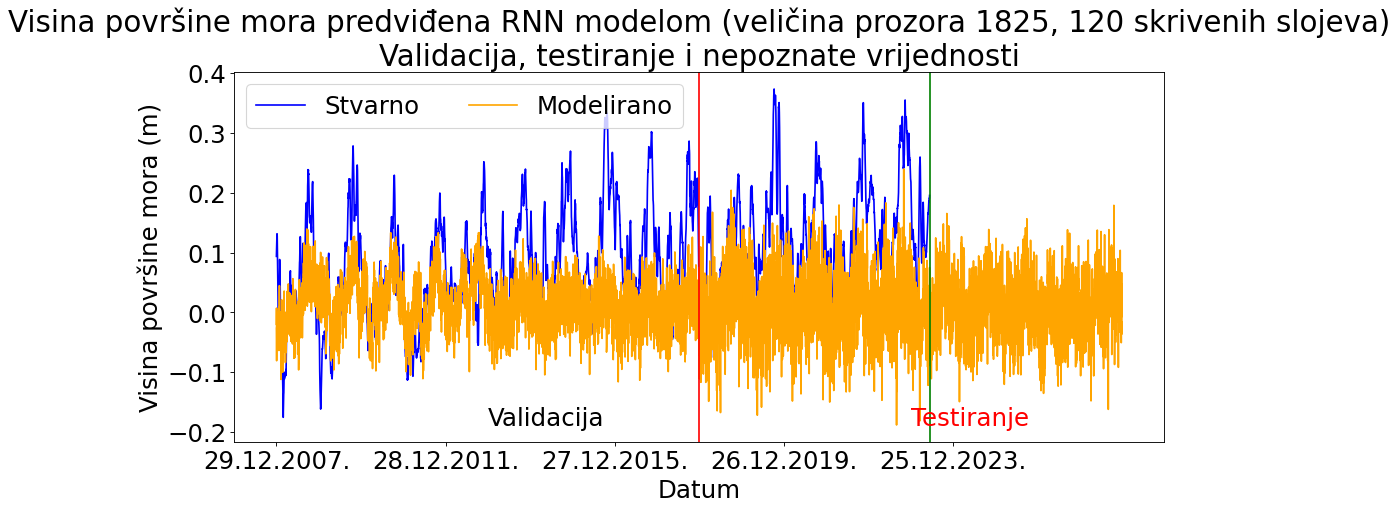 Visina površine mora predviđena RNN modelom (veličina prozora 1825, 120 skrivenih slojeva)
Validacija, testiranje i nepoznate vrijednosti
Visina površine mora (m)
0.4
0.3
0.2
0.1
0.0
−0.1
−0.2
Stvarno Modelirano
Validacija Testiranje
29.12.2007. 28.12.2011. 27.12.2015. 26.12.2019. 25.12.2023.
Datum